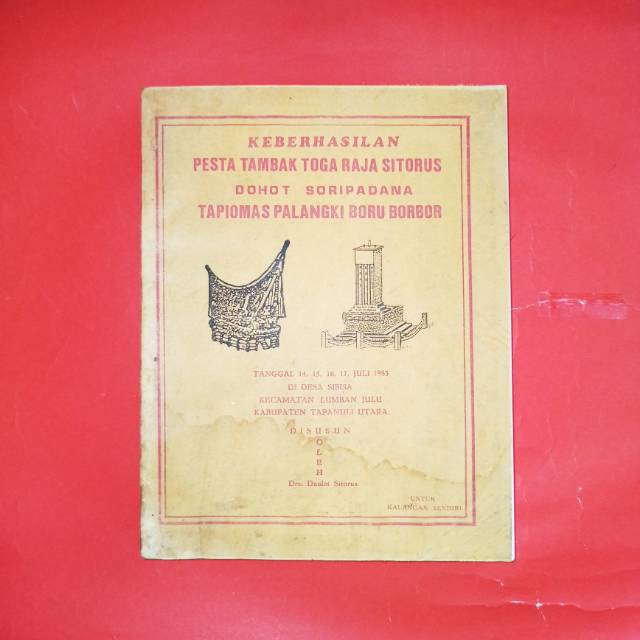 KEBERHASILAN
PESTA TAMBAK TOGA RAJA SITORUS
DOHOT SORIPADANA
TAPIOMAS PALANGKI BORU BORBOR
TANGGAL 14, 15, 16, 17, JULI 1985
DI DESA SIBISA
KECAMATAN LUMBAN JULU
KABUPATEN TAPANULI UTARA
DISUSUN
O
L
E
H
Drs. Daulat Sitorus.
UNTUK
KALANGAN SENDIRI